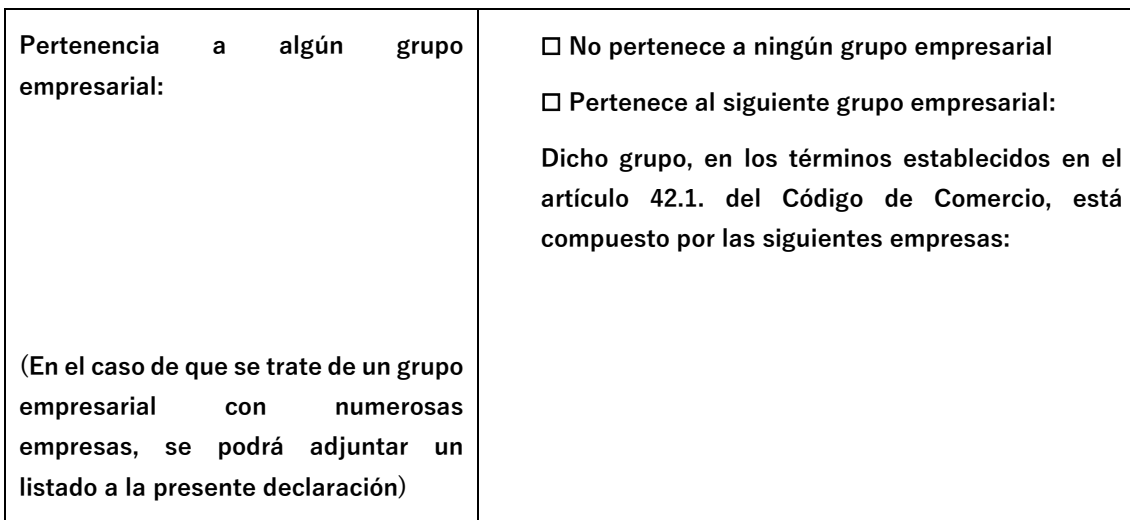 Pertenencia a algún grupo
empresarial:
(En el caso de que se trate de un grupo
empresarial con numerosas
empresas, se podrá adjuntar un
listado a la presente declaración)
☐ No pertenece a ningún grupo empresarial
☐ Pertenece al siguiente grupo empresarial:
Dicho grupo, en los términos establecidos en el
artículo 42.1. del Código de Comercio, está
compuesto por las siguientes empresas: